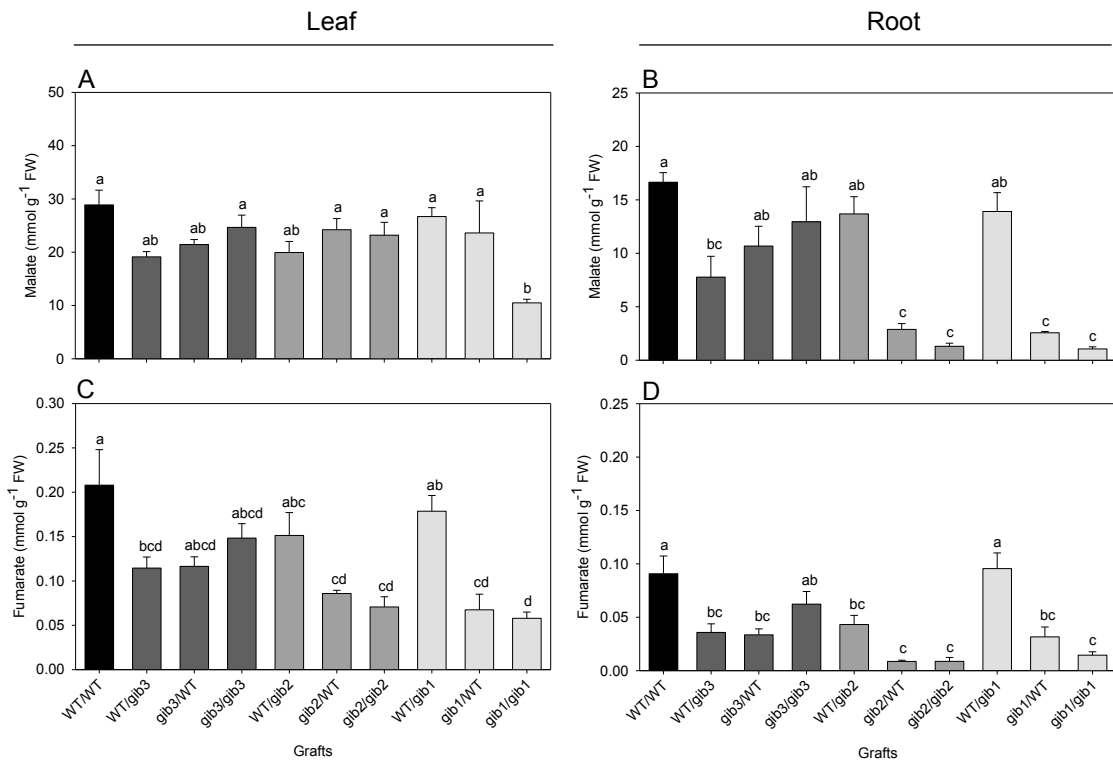 Leaf
Root
A
50
40
30
20
10
0
Malate (mmol g-1 FW)
a
ab
ab
a
ab
a
a
a
a
b
B
25
20
15
10
5
0
Malate (mmol g-1 FW)
a
bc
ab
ab
ab
c
c
ab
c
c
C
0.30
0.25
0.20
0.15
0.10
0.05
0.00
Fumarate (mmol g-1 FW)
a
bcd
abcd
abcd
abc
cd
cd
ab
cd
d
WT/WT
WT/gib3
gib3/WT
gib3/gib3
WT/gib2
gib2/WT
gib2/gib2
WT/gib1
gib1/WT
gib1/gib1
Grafts
D
0.25
0.20
0.15
0.10
0.05
0.00
Fumarate (mmol g-1 FW)
a
bc
bc
ab
bc
c
c
a
bc
c
WT/WT
WT/gib3
gib3/WT
gib3/gib3
WT/gib2
gib2/WT
gib2/gib2
WT/gib1
gib1/WT
gib1/gib1
Grafts